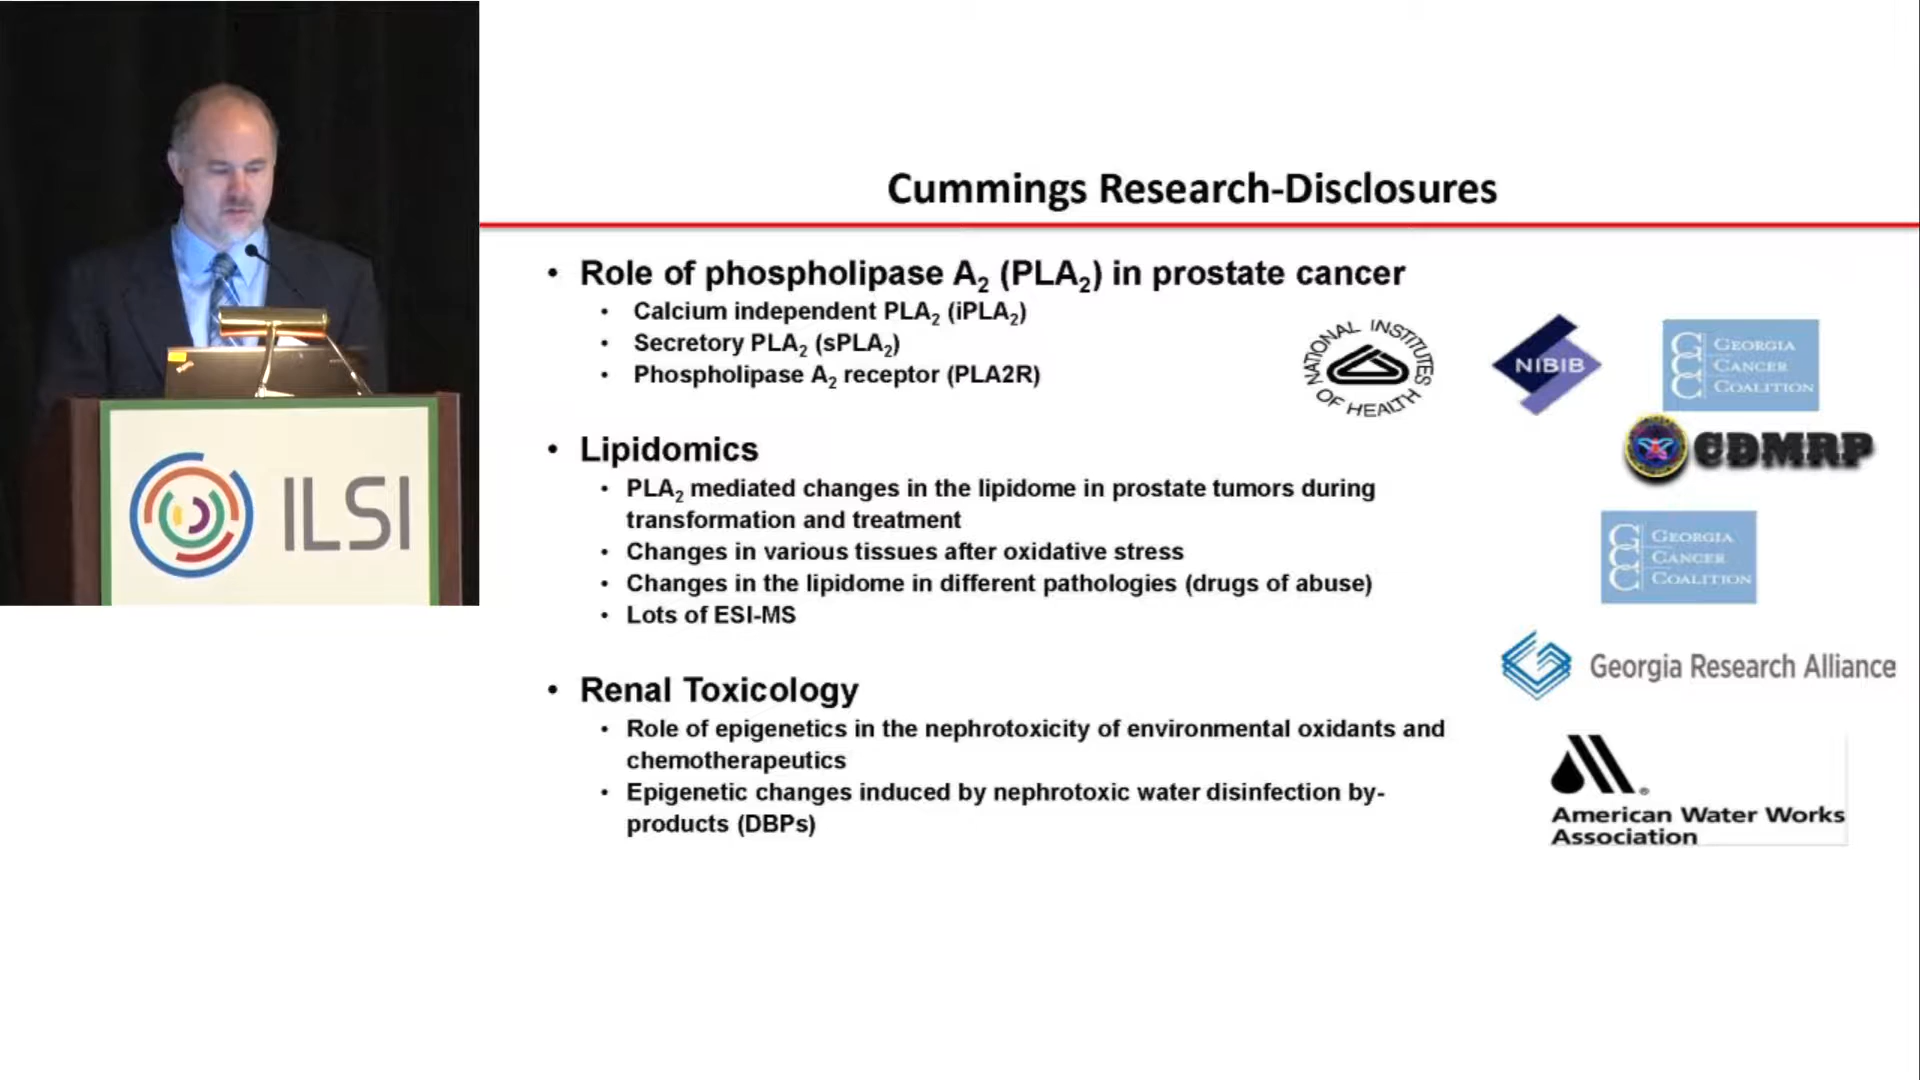 Cummings Research-Disclosures
• Role of phospholipase A₂ (PLA₂) in prostate cancer
• Calcium independent PLA₂ (iPLA₂)
• Secretory PLA₂ (sPLA₂)
• Phospholipase A₂ receptor (PLA2R)
NATIONAL INSTITUTES OF HEALTH
NIBIB
GCC GEORGIA
CANCER
COALITION
CDMRP
• Lipidomics
• PLA₂ mediated changes in the lipidome in prostate tumors during
transformation and treatment
• Changes in various tissues after oxidative stress
• Changes in the lipidome in different pathologies (drugs of abuse)
• Lots of ESI-MS
GCC GEORGIA
CANCER
COALITION
Georgia Research Alliance
• Renal Toxicology
• Role of epigenetics in the nephrotoxicity of environmental oxidants and
chemotherapeutics
• Epigenetic changes induced by nephrotoxic water disinfection by-
products (DBPs)
American Water Works
Association
ILSI